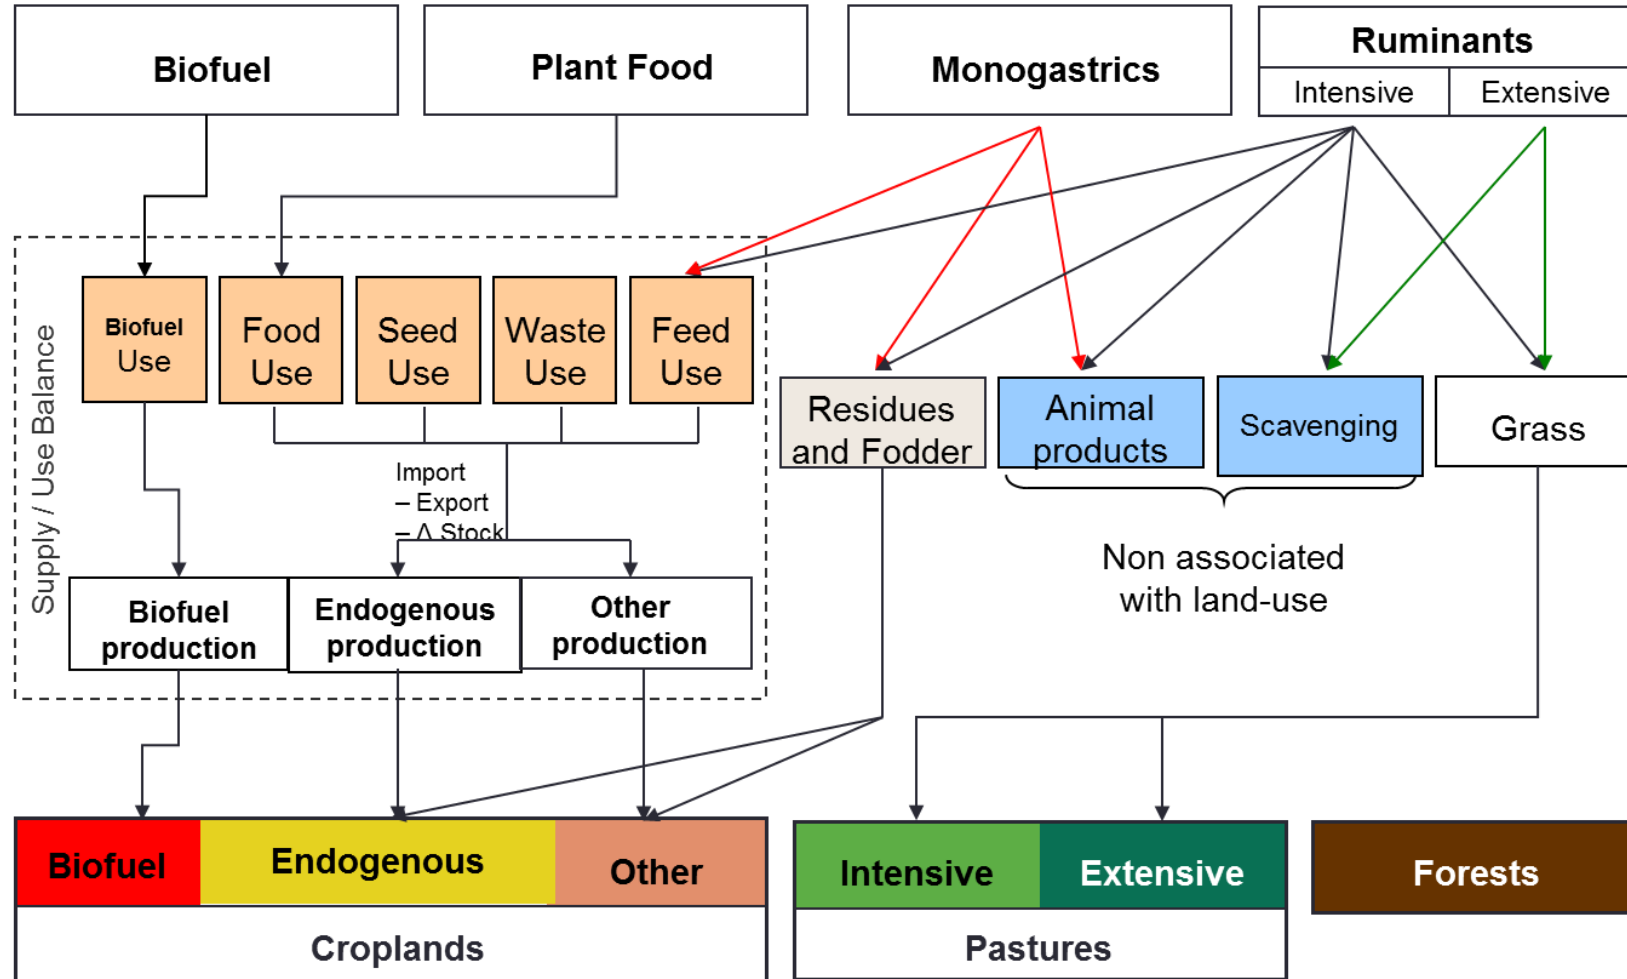 Biofuel
Plant Food
Monogastrics
Ruminants
Intensive
Extensive
Supply / Use Balance
Biofuel
Use
Food
Use
Seed
Use
Waste
Use
Feed
Use
Residues
and Fodder
Animal
products
Scavenging
Grass
Import
– Export
– Δ Stock
Non associated
with land-use
Biofuel
production
Endogenous
production
Other
production
Biofuel
Endogenous
Other
Croplands
Intensive
Extensive
Pastures
Forests